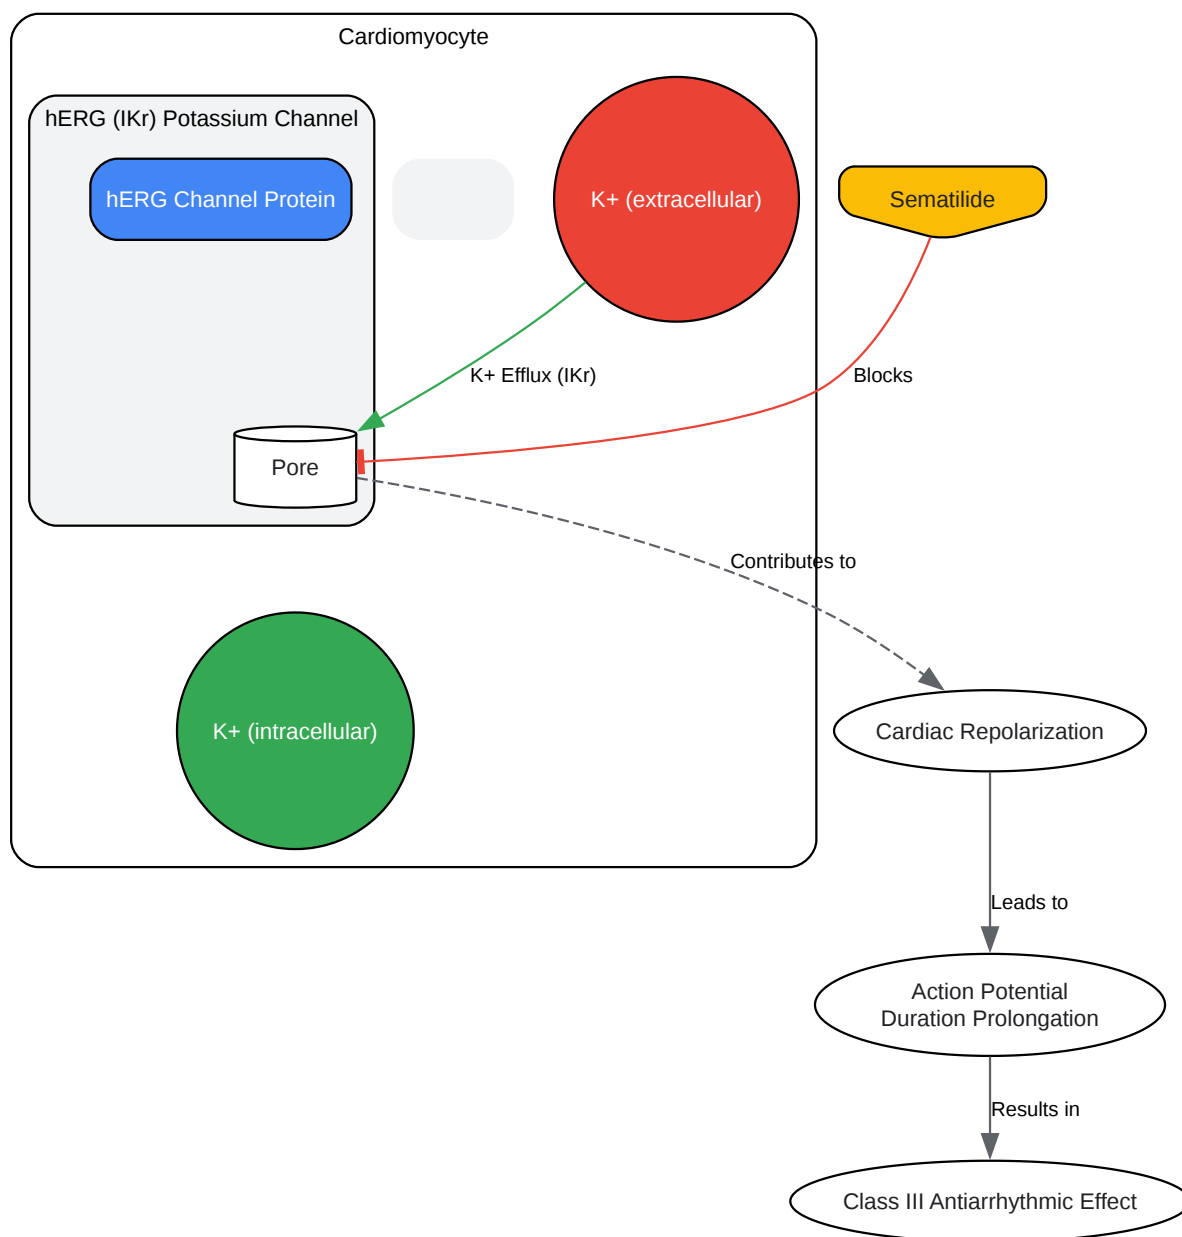 Cardiomyocyte
hERG (IKr) Potassium Channel
hERG Channel Protein
K+ (extracellular)
Sematilide
K+ Efflux (IKr)
Blocks
Pore
Contributes to
K+ (intracellular)
Cardiac Repolarization
Leads to
Action Potential
Duration Prolongation
Results in
Class III Antiarrhythmic Effect